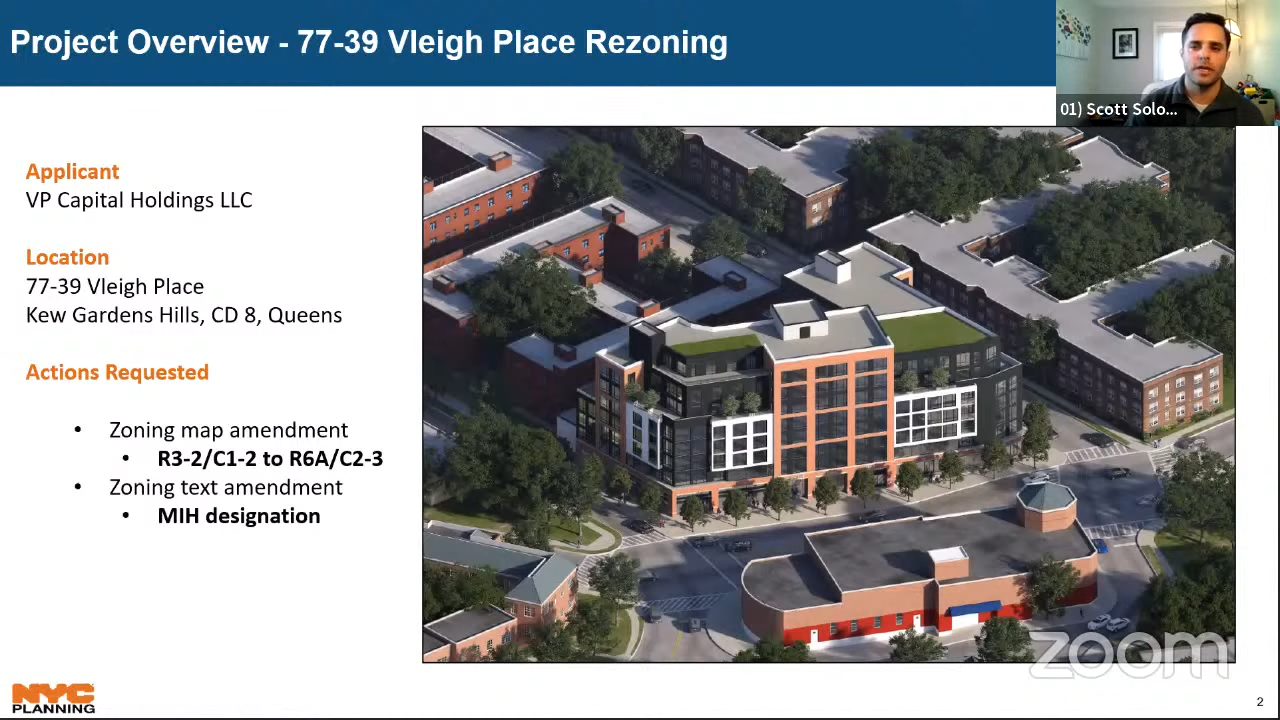 Project Overview - 77-39 Vleigh Place Rezoning
01) Scott Solo...
Applicant
VP Capital Holdings LLC
Location
77-39 Vleigh Place
Kew Gardens Hills, CD 8, Queens
Actions Requested
• Zoning map amendment
• R3-2/C1-2 to R6A/C2-3
• Zoning text amendment
• MIH designation
zoom
NYC
PLANNING
2